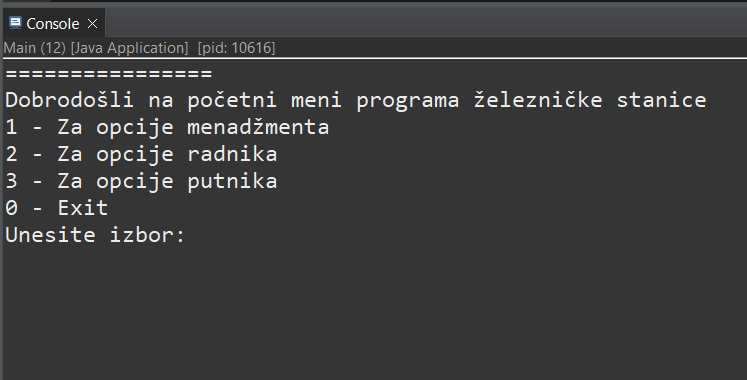 Console
Main (12) [Java Application] [pid: 10616]
================
Dobrodošli na početni meni programa železničke stanice
1 - Za opcije menadžmenta
2 - Za opcije radnika
3 - Za opcije putnika
0 - Exit
Unesite izbor: